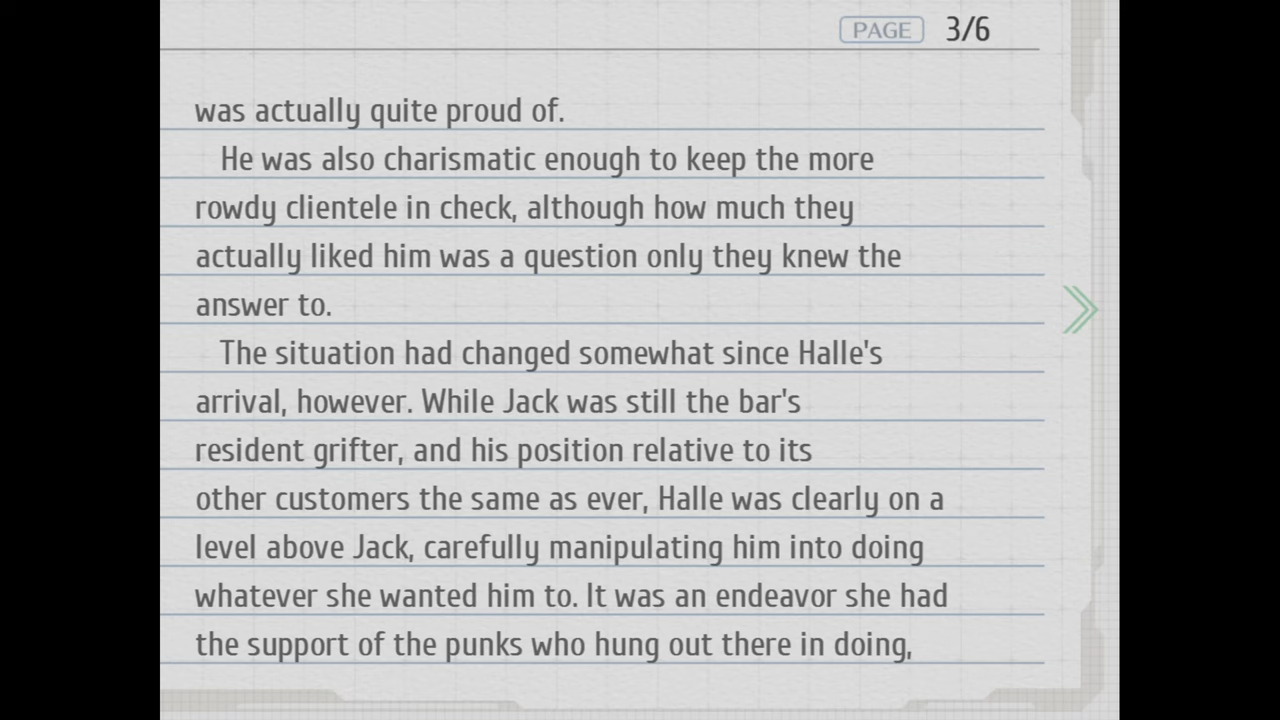 PAGE 3/6
was actually quite proud of.
He was also charismatic enough to keep the more
rowdy clientele in check, although how much they
actually liked him was a question only they knew the
answer to.
The situation had changed somewhat since Halle's
arrival, however. While Jack was still the bar's
resident grifter, and his position relative to its
other customers the same as ever, Halle was clearly on a
level above Jack, carefully manipulating him into doing
whatever she wanted him to. It was an endeavor she had
the support of the punks who hung out there in doing,